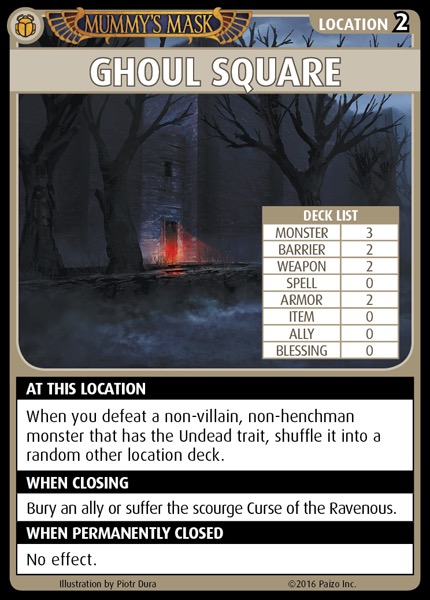 MUMMY'S MASK
LOCATION 2
GHOUL SQUARE
DECK LIST
MONSTER 3
BARRIER 2
WEAPON 2
SPELL 0
ARMOR 2
ITEM 0
ALLY 0
BLESSING 0
AT THIS LOCATION
When you defeat a non-villain, non-henchman
monster that has the Undead trait, shuffle it into a
random other location deck.
WHEN CLOSING
Bury an ally or suffer the scourge Curse of the Ravenous.
WHEN PERMANENTLY CLOSED
No effect.
Illustration by Piotr Dura ©2016 Paizo Inc.